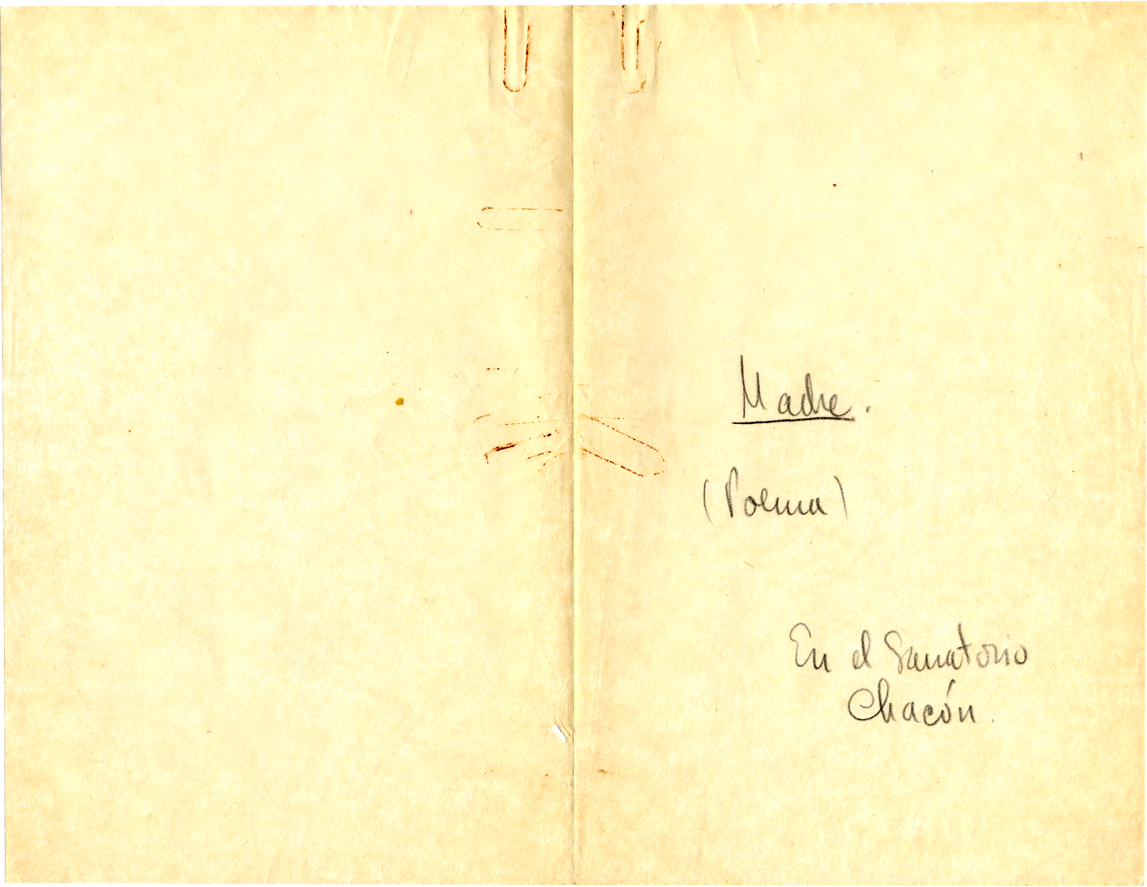 Madre.
(Poema)
En el Sanatorio
Chacón.